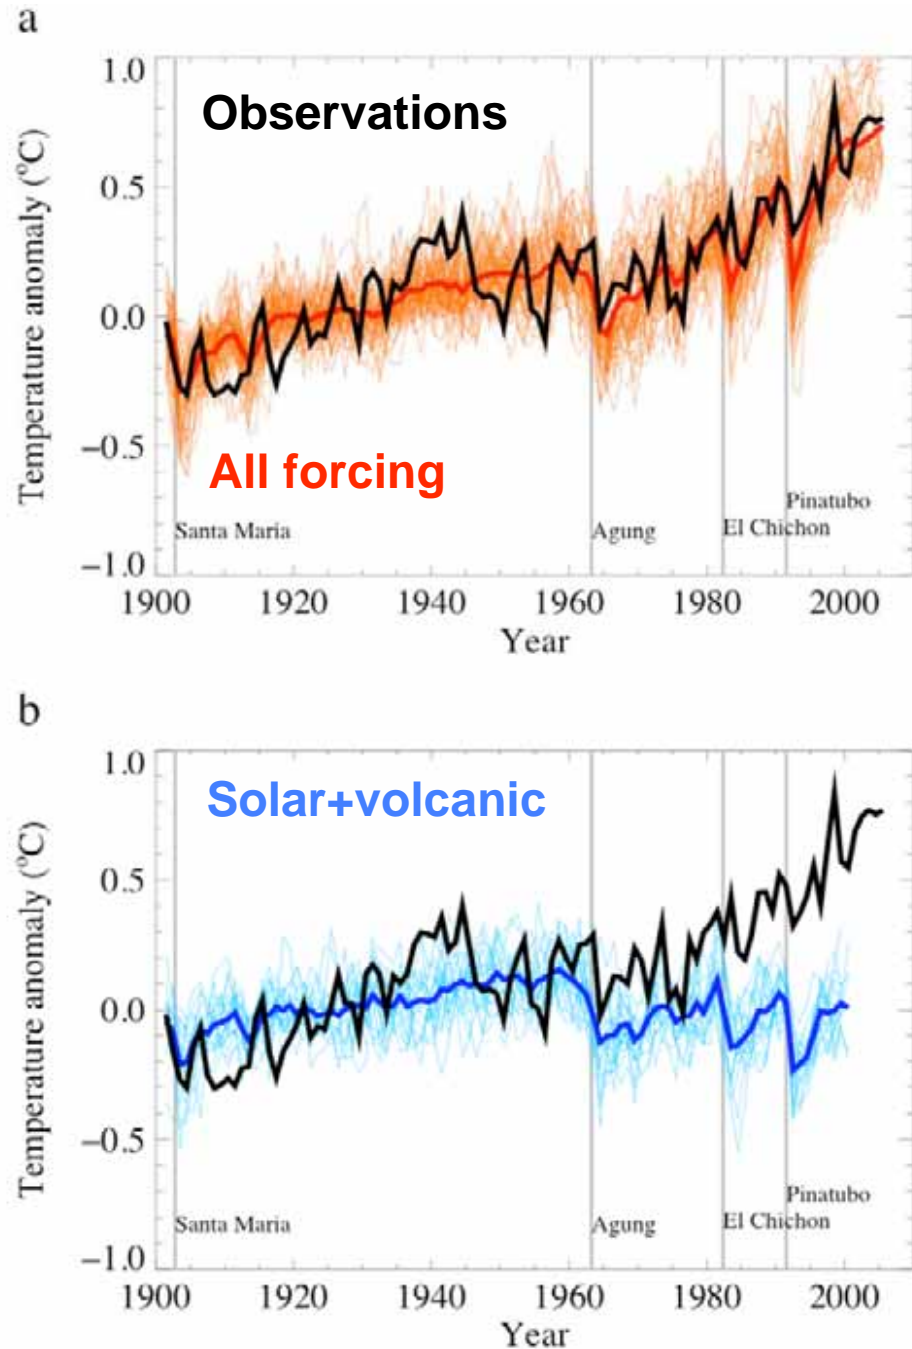 a
Temperature anomaly (°C)
1.0
0.5
0.0
−0.5
−1.0
Observations
All forcing
Santa Maria
Agung
El Chichon
Pinatubo
1900 1920 1940 1960 1980 2000
Year
b
Temperature anomaly (°C)
1.0
0.5
0.0
−0.5
−1.0
Solar+volcanic
Santa Maria
Agung
El Chichon
Pinatubo
1900 1920 1940 1960 1980 2000
Year